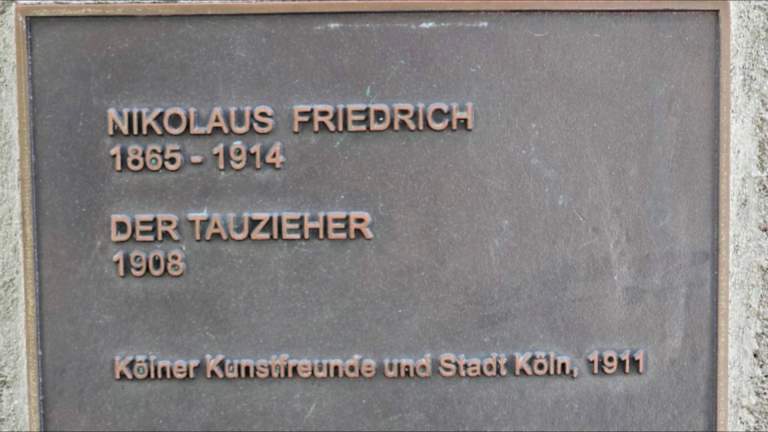 NIKOLAUS FRIEDRICH
1865 - 1914
DER TAUZIEHER
1908
Kölner Kunstfreunde und Stadt Köln, 1911